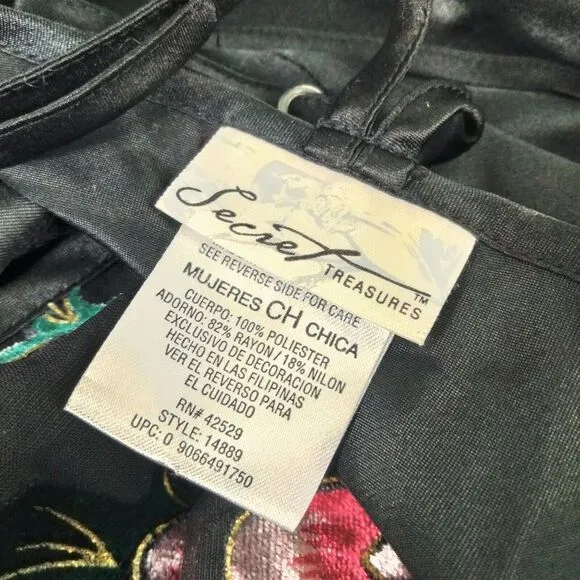 Secret
TREASURES™
SEE REVERSE SIDE FOR CARE
MUJERES CH CHICA
CUERPO: 100% POLIESTER
ADORNO: 82% RAYON / 18% NILON
EXCLUSIVO DE DECORACION
HECHO EN LAS FILIPINAS
VER EL REVERSO PARA
EL CUIDADO
RN# 42529
STYLE: 14889
UPC: 0 9066491750